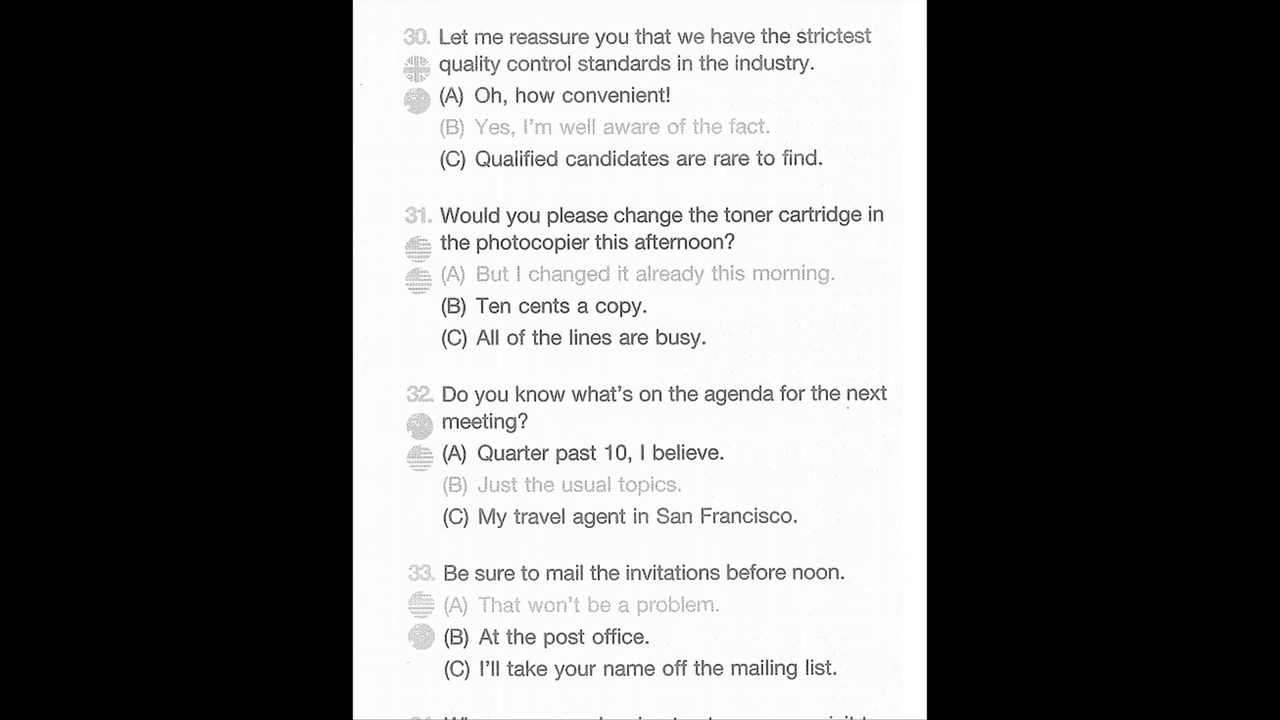 30. Let me reassure you that we have the strictest
quality control standards in the industry.
(A) Oh, how convenient!
(B) Yes, I'm well aware of the fact.
(C) Qualified candidates are rare to find.
31. Would you please change the toner cartridge in
the photocopier this afternoon?
(A) But I changed it already this morning.
(B) Ten cents a copy.
(C) All of the lines are busy.
32. Do you know what's on the agenda for the next
meeting?
(A) Quarter past 10, I believe.
(B) Just the usual topics.
(C) My travel agent in San Francisco.
33. Be sure to mail the invitations before noon.
(A) That won't be a problem.
(B) At the post office.
(C) I'll take your name off the mailing list.